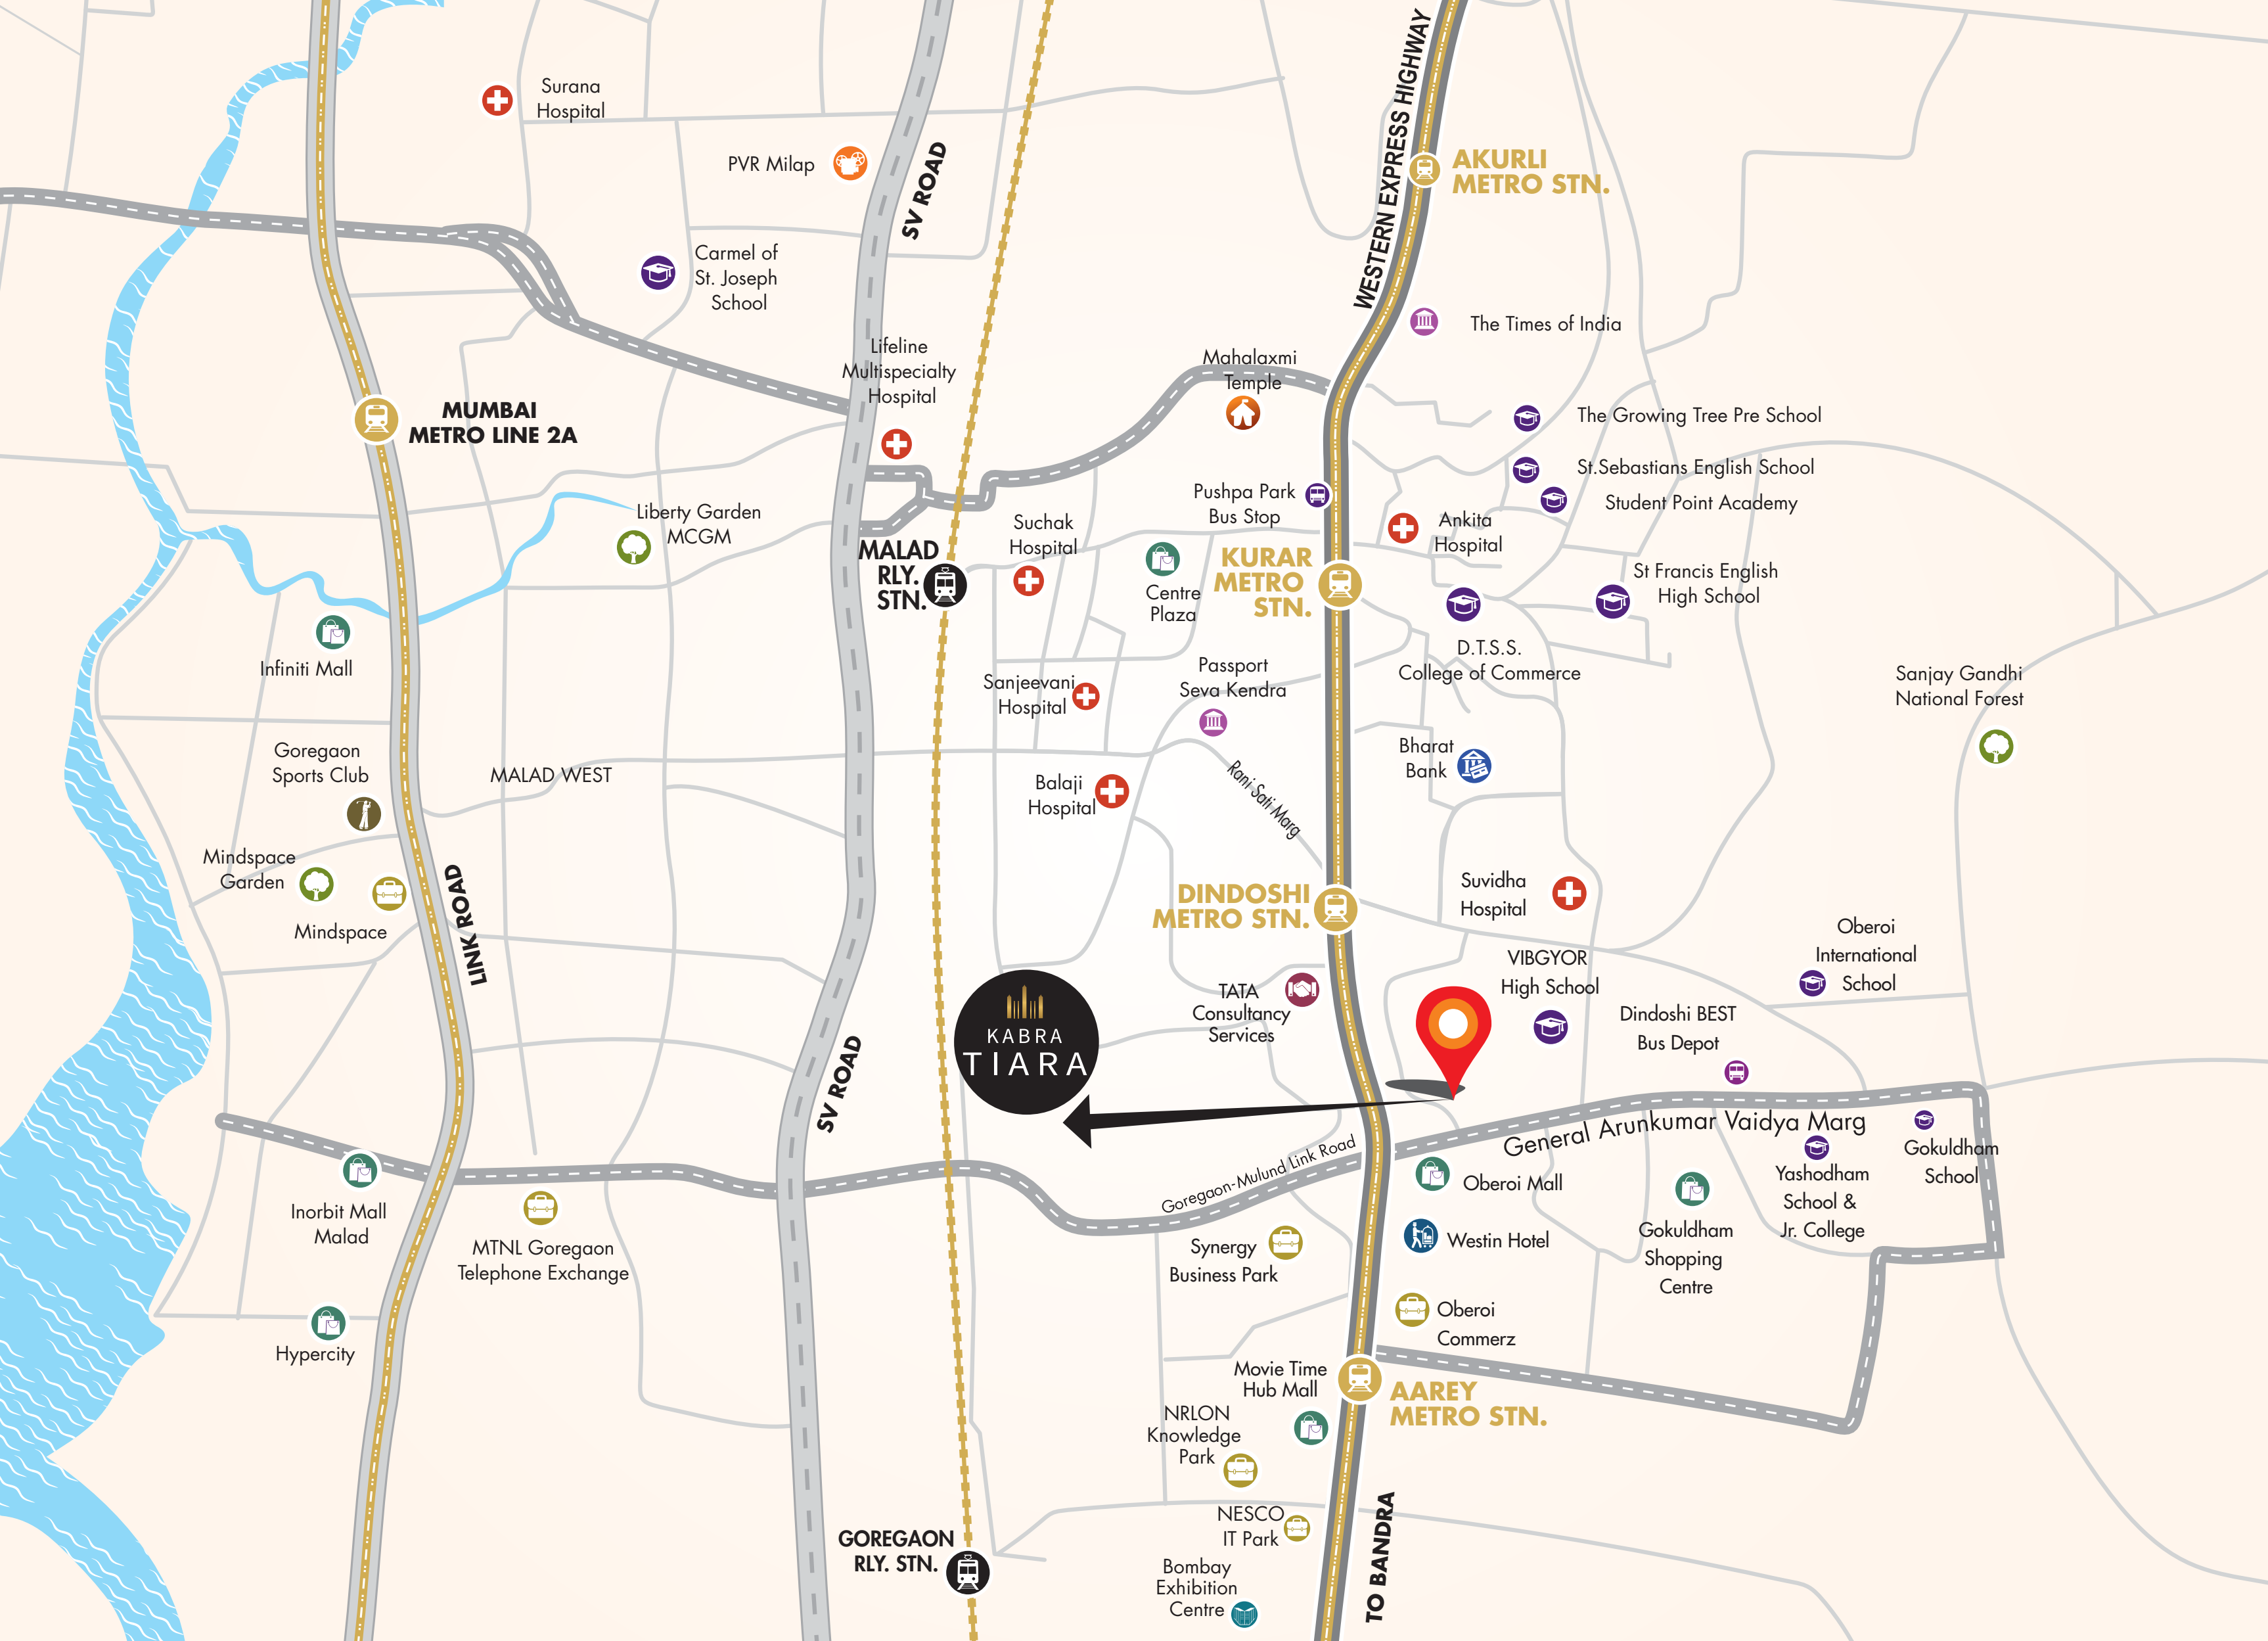 Surana
Hospital
PVR Milap
SV ROAD
WESTERN EXPRESS HIGHWAY
AKURLI
METRO STN.
Carmel of
St. Joseph
School
The Times of India
Lifeline
Multispecialty
Hospital
Mahalaxmi
Temple
MUMBAI
METRO LINE 2A
The Growing Tree Pre School
St.Sebastians English School
Student Point Academy
Pushpa Park
Bus Stop
Liberty Garden
MCGM
Suchak
Hospital
Ankita
Hospital
MALAD
RLY.
STN.
KURAR
METRO
STN.
Centre
Plaza
St Francis English
High School
Infiniti Mall
D.T.S.S.
College of Commerce
Passport
Seva Kendra
Sanjeevani
Hospital
Sanjay Gandhi
National Forest
Goregaon
Sports Club
MALAD WEST
Balaji
Hospital
Rani Sati Marg
Bharat
Bank
Mindspace
Garden
Mindspace
LINK ROAD
DINDOSHI
METRO STN.
Suvidha
Hospital
Oberoi
International
School
VIBGYOR
High School
TATA
Consultancy
Services
Dindoshi BEST
Bus Depot
KABRA
TIARA
SV ROAD
General Arunkumar Vaidya Marg
Goregaon-Mulund Link Road
Gokuldham
School
Yashodham
School &
Jr. College
Oberoi Mall
Inorbit Mall
Malad
MTNL Goregaon
Telephone Exchange
Synergy
Business Park
Westin Hotel
Gokuldham
Shopping
Centre
Oberoi
Commerz
Hypercity
Movie Time
Hub Mall
AAREY
METRO STN.
NRLON
Knowledge
Park
NESCO
IT Park
GOREGAON
RLY. STN.
Bombay
Exhibition
Centre
TO BANDRA